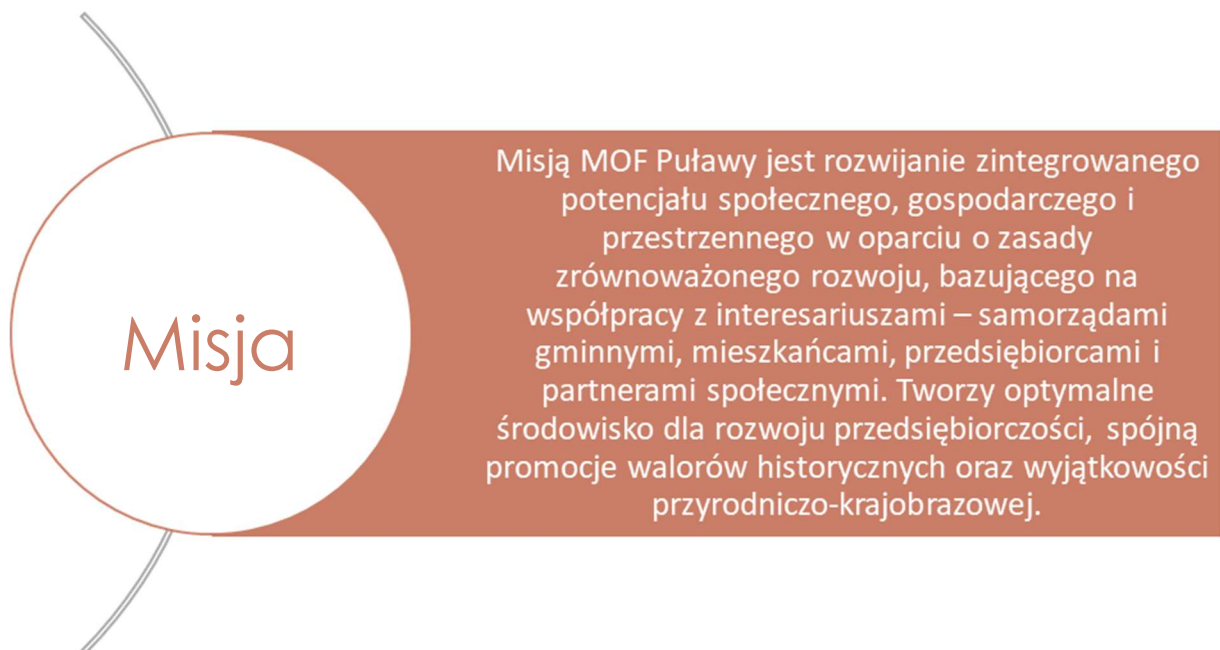 Misja
Misją MOF Puławy jest rozwijanie zintegrowanego
potencjału społecznego, gospodarczego i
przestrzennego w oparciu o zasady
zrównoważonego rozwoju, bazującego na
współpracy z interesariuszami – samorządami
gminnymi, mieszkańcami, przedsiębiorcami i
partnerami społecznymi. Tworzy optymalne
środowisko dla rozwoju przedsiębiorczości, spójną
promocje walorów historycznych oraz wyjątkowości
przyrodniczo-krajobrazowej.